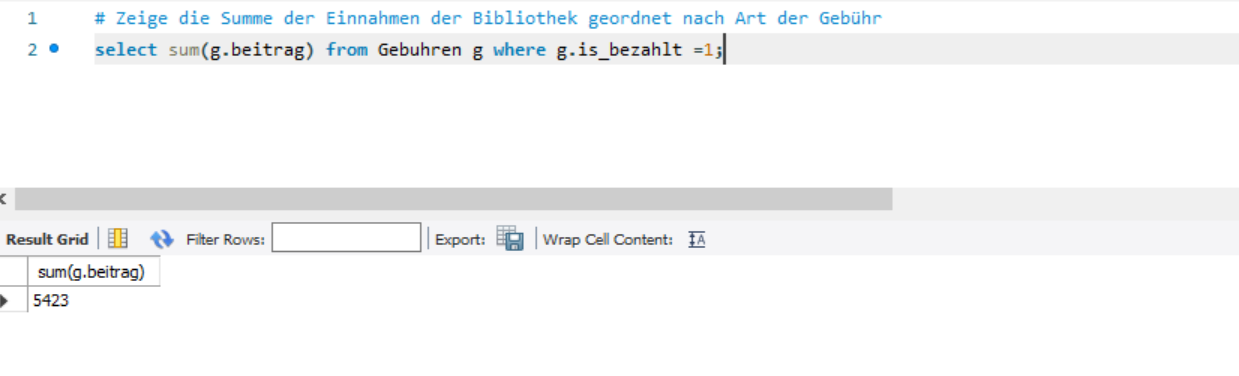 1 # Zeige die Summe der Einnahmen der Bibliothek geordnet nach Art der Gebühr
2 select sum(g.beitrag) from Gebuhren g where g.is_bezahlt =1;
Result Grid Filter Rows: Export: Wrap Cell Content: IA
sum(g.beitrag)
5423